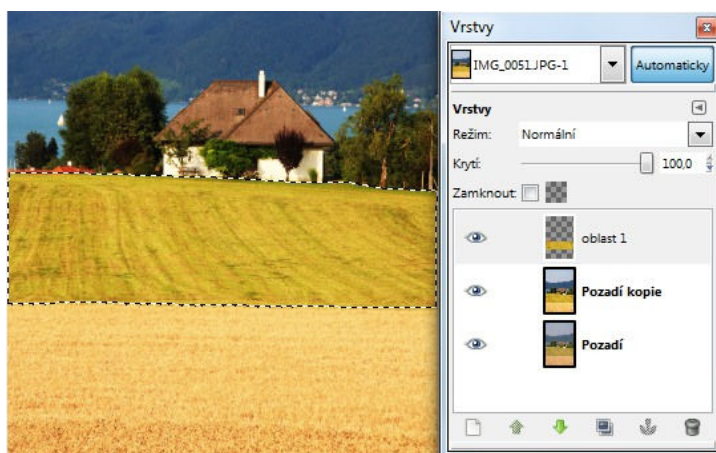 Vrstvy
IMG_0051.JPG-1
Automaticky
Vrstvy
Režim: Normální
Krytí: 100,0
Zamknout:
oblast 1
Pozadí kopie
Pozadí